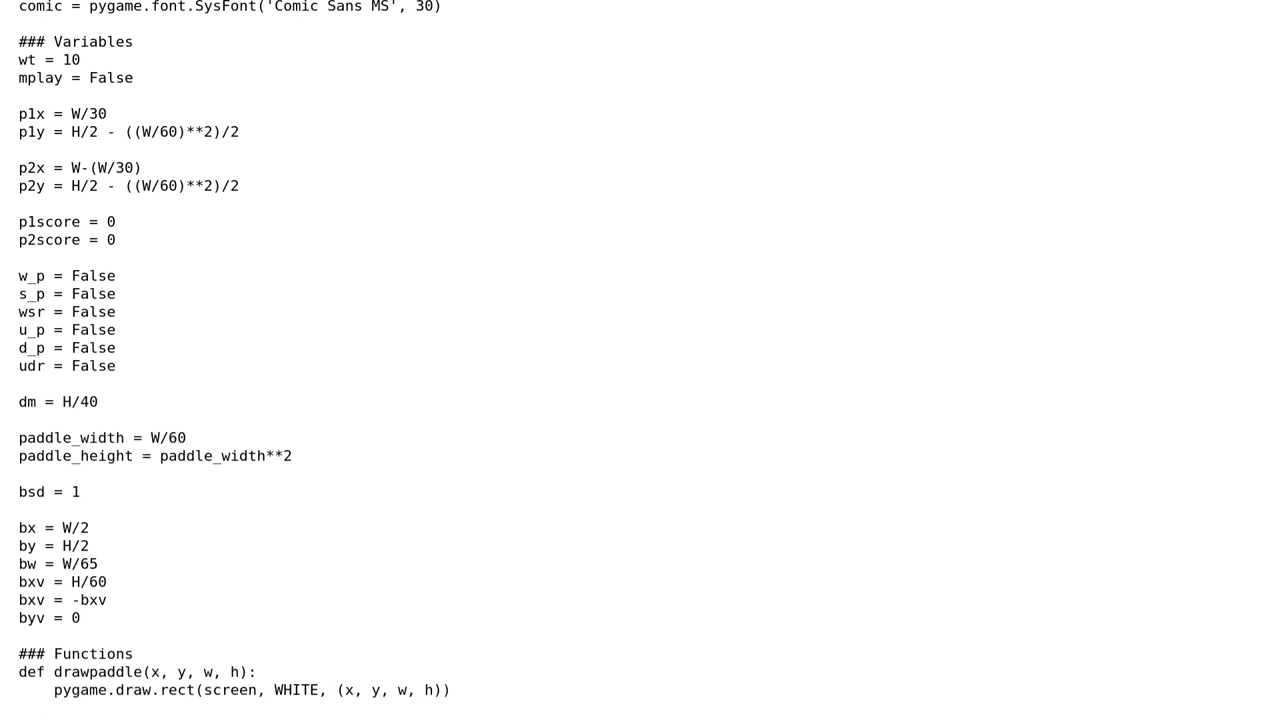 comic = pygame.font.SysFont('Comic Sans MS', 30)

### Variables
wt = 10
mplay = False

p1x = W/30
p1y = H/2 - ((W/60)**2)/2

p2x = W-(W/30)
p2y = H/2 - ((W/60)**2)/2

p1score = 0
p2score = 0

w_p = False
s_p = False
wsr = False
u_p = False
d_p = False
udr = False

dm = H/40

paddle_width = W/60
paddle_height = paddle_width**2

bsd = 1

bx = W/2
by = H/2
bw = W/65
bxv = H/60
bxv = -bxv
byv = 0

### Functions
def drawpaddle(x, y, w, h):
    pygame.draw.rect(screen, WHITE, (x, y, w, h))